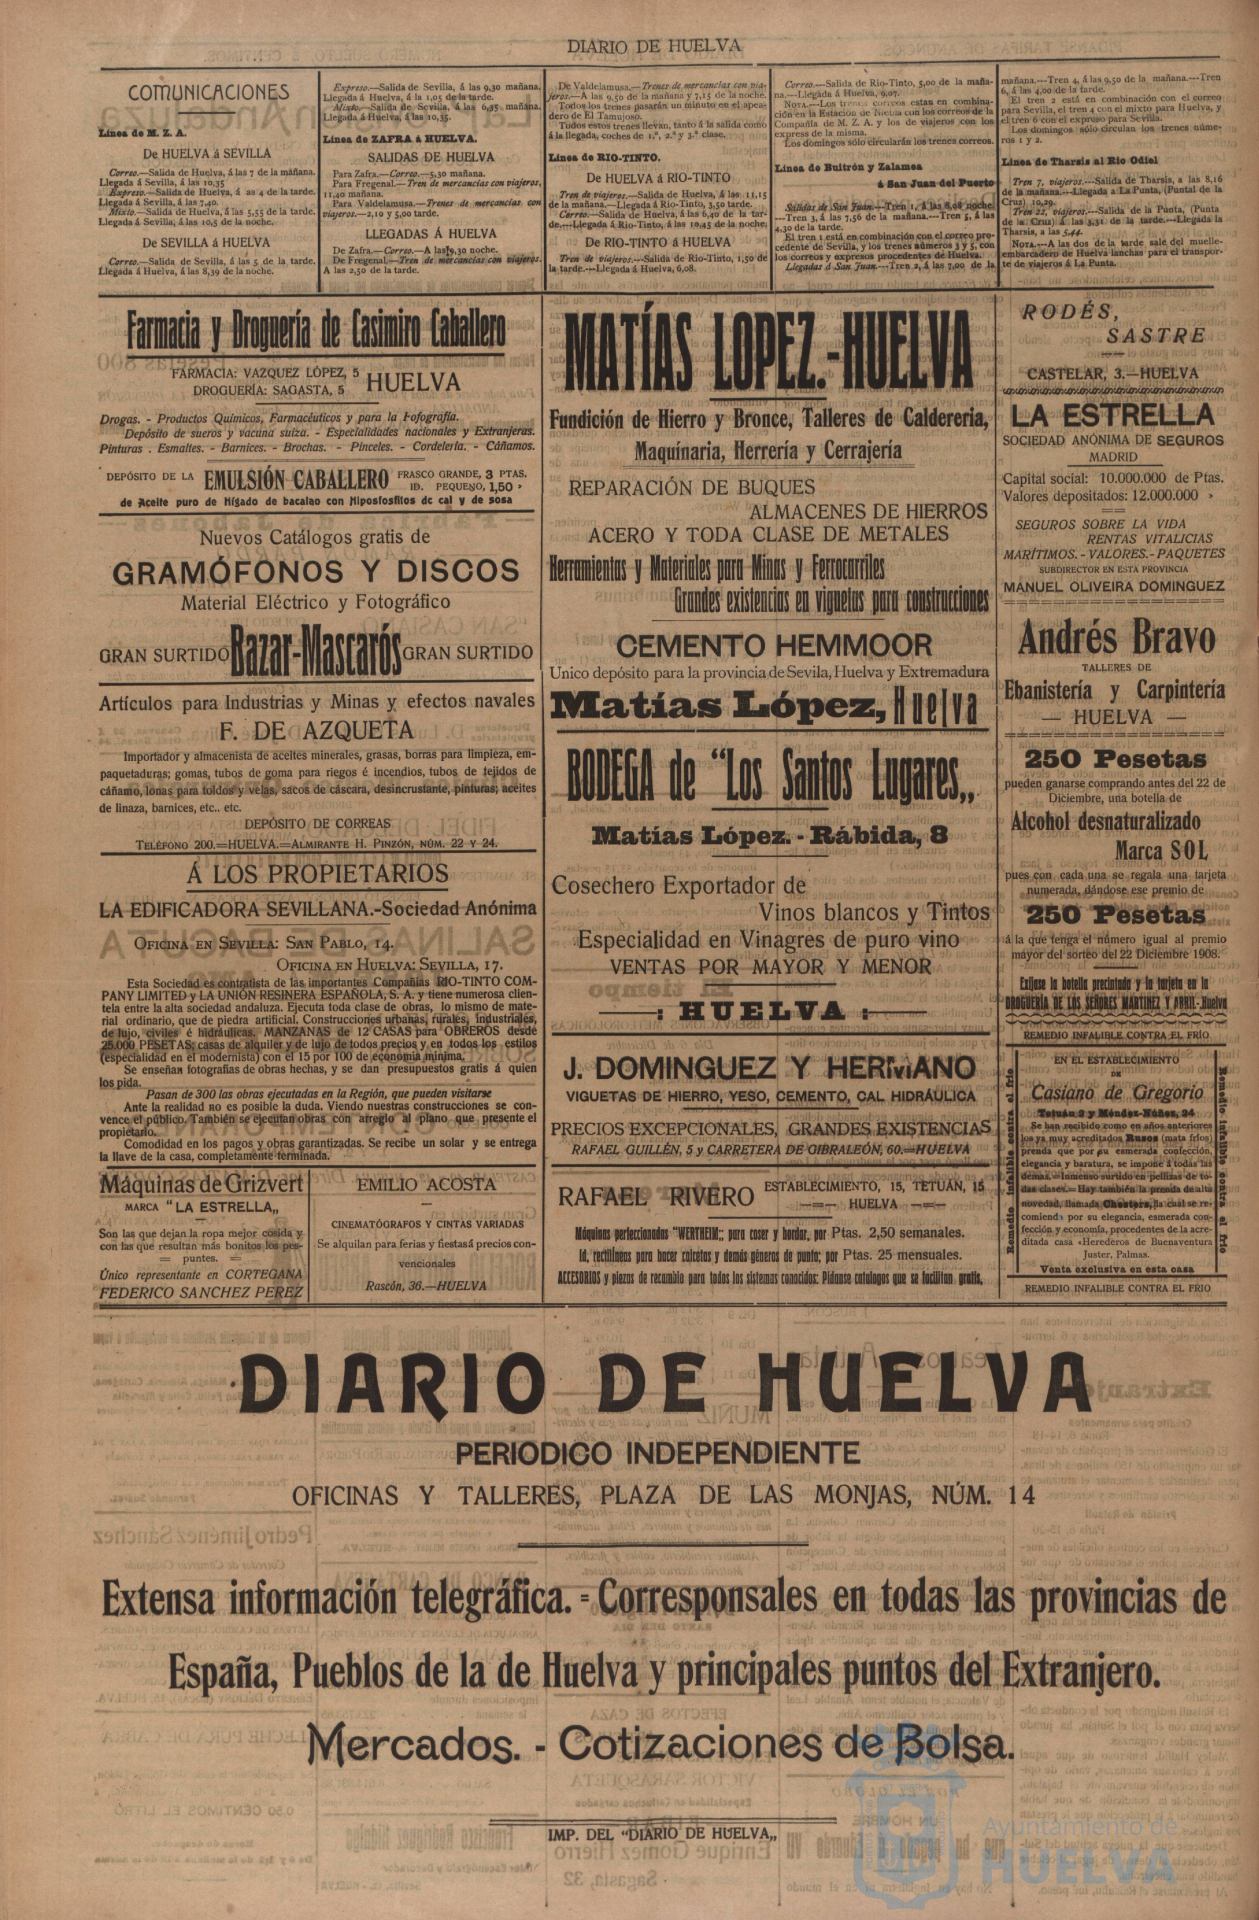 DIARIO DE HUELVA
COMUNICACIONES
Línea de M. Z. A.
De HUELVA á SEVILLA
Correo.—Salida de Huelva, á las 7 de la mañana.
Llegada á Sevilla, á las 10,35
Expreso.—Salida de Huelva, á as 4 de la tarde.
Llegada á Sevilla, á las 7,40.
Mixto.—Salida de Huelva, á las 5,55 de la tarde.
Llegada á Sevilla, á las 10,5 de la noche.
De SEVILLA á HUELVA
Correo.—Salida de Sevilla, á las 5 de la tarde.
Llegada á Huelva, á las 8,39 de la noche.
Expreso.—Salida de Sevilla, á las 9,30 mañana.
Llegada á Huelva, á la 1,05 de la tarde.
Mixto.—Salida de Sevilla, á las 6,35 mañana.
Llegada á Huelva, á las 10,35.
Línea de ZAFRA á HUELVA.
SALIDAS DE HUELVA
Para Zafra.—Correo.—5,30 mañana.
Para Fregenal.—Tren de mercancías con viajeros,
11,40 mañana.
Para Valdelamusa.—Trenes de mercancías con
viajeros.—2,10 y 5,00 tarde.
LLEGADAS Á HUELVA
De Zafra.—Correo.—A las 9,30 noche.
De Fregenal.—Tren de mercancías con viajeros.
A las 2,50 de la tarde.
De Valdelamusa.—Trenes de mercancías con via-
jeros.—A las 9,50 de la mañana y 7,15 de la noche.
Todos los trenes pasarán un minuto en el apea-
dero de El Tamujoso.
Todos estos trenes llevan, tanto á la salida como
á la llegada, coches de 1.ª, 2.ª y 3.ª clase.
Línea de RIO-TINTO.
De HUELVA á RIO-TINTO
Tren de viajeros.—Salida de Huelva, á las 11,15
de la mañana.—Llegada á Rio-Tinto, 3,50 tarde.
Correo.—Salida de Huelva, á las 6,40 de la tar-
de.—Llegada á Rio-Tinto, á las 10,45 de la noche.
De RIO-TINTO á HUELVA
Tren de viajeros.—Salida de Rio-Tinto, 1,50 de
la tarde.—Llegada á Huelva, 6,08.
Correo.—Salida de Rio-Tinto, 5,00 de la maña-
na.—Llegada á Huelva, 9,07.
NOTA.—Los trenes correos estas en combina-
ción en la Estación de Niebla con los correos de la
Compañía de M. Z. A. y los de viajeros con los
express de la misma.
Los domingos sólo circularán los trenes correos.
Línea de Buitrón y Zalamea
á San Juan del Puerto
Salidas de San Juan.—Tren 1, á las 8,08 noche.
—Tren 3, á las 7,56 de la mañana.—Tren 5, á las
4,30 de la tarde.
El tren 1 está en combinación con el correo pro-
cedente de Sevilla, y los trenes números 3 y 5, con
los correos y expresos procedentes de Huelva.
Llegadas á San Juan.—Tren 2, á las 7,00 de la
mañana.—Tren 4, á las 9,50 de la mañana.—Tren
6, á las 4,00 de la tarde.
El tren 2 está en combinación con el correo
para Sevilla, el tren 4 con el mixto para Huelva, y
el tren 6 con el expreso para Sevilla.
Los domingos sólo circulan los trenes núme-
ros 1 y 2.
Línea de Tharsis al Río Odiel
Tren 7, viajeros.—Salida de Tharsis, a las 8,16
de la mañana.—Llegada á La Punta, (Puntal de la
Cruz) 10,29.
Tren 22, viajeros.—Salida de la Punta, (Punta
de la Cruz) á las 3,31 de la tarde.—Llegada la
Tharsis, a las 5,44.
NOTA.—A las dos de la tarde sale del muelle-
embarcadero de Huelva lanchas para el transpor-
te de viajeros á La Punta.
Farmacia y Droguería de Casimiro Caballero
FARMACIA: VAZQUEZ LÓPEZ, 5
DROGUERÍA: SAGASTA, 5
HUELVA
Drogas. - Productos Químicos, Farmacéuticos y para la Fofografía.
Depósito de sueros y vacuna suiza. - Especialidades nacionales y Extranjeras.
Pinturas . Esmaltes. - Barnices. - Brochas. - Pinceles. - Cordelería. - Cáñamos.
DEPÓSITO DE LA EMULSIÓN CABALLERO FRASCO GRANDE, 3 PTAS.
ID. PEQUEÑO, 1,50 »
de Aceite puro de Hígado de bacalao con Hiposfosfitos de cal y de sosa
Nuevos Catálogos gratis de
GRAMÓFONOS Y DISCOS
Material Eléctrico y Fotográfico
GRAN SURTIDO Bazar-Mascarós GRAN SURTIDO
Artículos para Industrias y Minas y efectos navales
F. DE AZQUETA
Importador y almacenista de aceites minerales, grasas, borras para limpieza, em-
paquetaduras; gomas, tubos de goma para riegos é incendios, tubos de tejidos de
cáñamo, lonas para toldos y velas, sacos de cáscara, desincrustante, pinturas; aceites
de linaza, barnices, etc.. etc.
DEPÓSITO DE CORREAS
TELÉFONO 200.=HUELVA.=ALMIRANTE H. PINZÓN, NÚM. 22 Y 24.
Á LOS PROPIETARIOS
LA EDIFICADORA SEVILLANA.-Sociedad Anónima
OFICINA EN SEVILLA: SAN PABLO, 14.
OFICINA EN HUELVA: SEVILLA, 17.
Esta Sociedad es contratista de las importantes Compañías RIO-TINTO COM-
PANY LIMITED y LA UNIÓN RESINERA ESPAÑOLA, S. A. y tiene numerosa clien-
tela entre la alta sociedad andaluza. Ejecuta toda clase de obras, lo mismo de mate-
rial ordinario, que de piedra artificial. Construcciones urbanas, rurales, industriales,
de lujo, civiles é hidráulicas. MANZANAS de 12 CASAS para OBREROS desde
25.000 PESETAS; casas de alquiler y de lujo de todos precios y en todos los estilos
(especialidad en el modernista) con el 15 por 100 de economía mínima.
Se enseñan fotografías de obras hechas, y se dan presupuestos gratis á quien
los pida.
Pasan de 300 las obras ejecutadas en la Región, que pueden visitarse
Ante la realidad no es posible la duda. Viendo nuestras construcciones se con-
vence el público. También se ejecutan obras con arreglo al plano que presente el
propietario.
Comodidad en los pagos y obras garantizadas. Se recibe un solar y se entrega
la llave de la casa, completamente terminada.
Máquinas de Grizvert
MARCA "LA ESTRELLA„
Son las que dejan la ropa mejor cosida y
con las que resultan más bonitos los pes-
puntes.
Único representante en CORTEGANA
FEDERICO SANCHEZ PEREZ
EMILIO ACOSTA
CINEMATÓGRAFOS Y CINTAS VARIADAS
Se alquilan para ferias y fiestasá precios con-
vencionales
Rascón, 36.—HUELVA
MATÍAS LOPEZ.-HUELVA
Fundición de Hierro y Bronce, Talleres de Caldereria,
Maquinaria, Herrería y Cerrajería
REPARACIÓN DE BUQUES
ALMACENES DE HIERROS
ACERO Y TODA CLASE DE METALES
Herramientas y Materiales para Minas y Ferrocarriles
Grandes existencias en viguetas para construcciones
CEMENTO HEMMOOR
Unico depósito para la provincia de Sevilla, Huelva y Extremadura
Matías López, Huelva
BODEGA de "Los Santos Lugares„
Matías López. - Rábida, 8
Cosechero Exportador de
Vinos blancos y Tintos
Especialidad en Vinagres de puro vino
VENTAS POR MAYOR Y MENOR
—: HUELVA :—
J. DOMINGUEZ Y HERMANO
VIGUETAS DE HIERRO, YESO, CEMENTO, CAL HIDRÁULICA
PRECIOS EXCEPCIONALES, GRANDES EXISTENCIAS
RAFAEL GUILLÉN, 5 y CARRETERA DE GIBRALEÓN, 60.=HUELVA
RAFAEL RIVERO ESTABLECIMIENTO, 15, TETUÁN, 15
—=— HUELVA —=—
Máquinas perfeccionadas "WERTHEIM„ para coser y bordar, por Ptas. 2,50 semanales.
Id. rectilíneas para hacer calcetas y demás géneros de punto; por Ptas. 25 mensuales.
ACCESORIOS y piezas de recambio para todos los sistemas conocidos: Pídanse catálogos que se facilitan gratis.
RODÉS,
SASTRE
CASTELAR, 3.—HUELVA
LA ESTRELLA
SOCIEDAD ANÓNIMA DE SEGUROS
MADRID
Capital social: 10.000.000 de Ptas.
Valores depositados: 12.000.000 »
SEGUROS SOBRE LA VIDA
RENTAS VITALICIAS
MARÍTIMOS. - VALORES. - PAQUETES
SUBDIRECTOR EN ESTA PROVINCIA
MANUEL OLIVEIRA DOMINGUEZ
Andrés Bravo
TALLERES DE
Ebanistería y Carpintería
— HUELVA —
250 Pesetas
pueden ganarse comprando antes del 22 de
Diciembre, una botella de
Alcohol desnaturalizado
Marca SOL
pues con cada una se regala una tarjeta
numerada, dándose ese premio de
250 Pesetas
á la que tenga el número igual al premio
mayor del sorteo del 22 Diciembre 1908.
Exíjase la botella precintada y la tarjeta en la
DROGUERÍA DE LOS SEÑORES MARTINEZ Y ABRIL.-Huelva
REMEDIO INFALIBLE CONTRA EL FRÍO
Remedio infalible contra el frío
EN EL ESTABLECIMIENTO
DE
Casiano de Gregorio
Tetuán 2 y Méndez-Núñez, 24
Se han recibido como en años anteriores
los ya muy acreditados Rusos (mata fríos)
prenda que por su esmerada confección,
elegancia y baratura, se impone á todas las
demás.—Inmenso surtido en pellizas de to-
das clases.—Hay también la prenda de alta
novedad, llamada Chesters, la cual se re-
comienda por su elegancia, esmerada con-
fección y economía, procedentes de la acre-
ditada casa «Herederos de Buenaventura
Juster, Palmas.
Venta exclusiva en esta casa
Remedio infalible contra el frío
REMEDIO INFALIBLE CONTRA EL FRIO
DIARIO DE HUELVA
PERIODICO INDEPENDIENTE
OFICINAS Y TALLERES, PLAZA DE LAS MONJAS, NÚM. 14
Extensa información telegráfica. = Corresponsales en todas las provincias de
España, Pueblos de la de Huelva y principales puntos del Extranjero.
Mercados. - Cotizaciones de Bolsa.
IMP. DEL "DIARIO DE HUELVA„
Ayuntamiento de
HUELVA